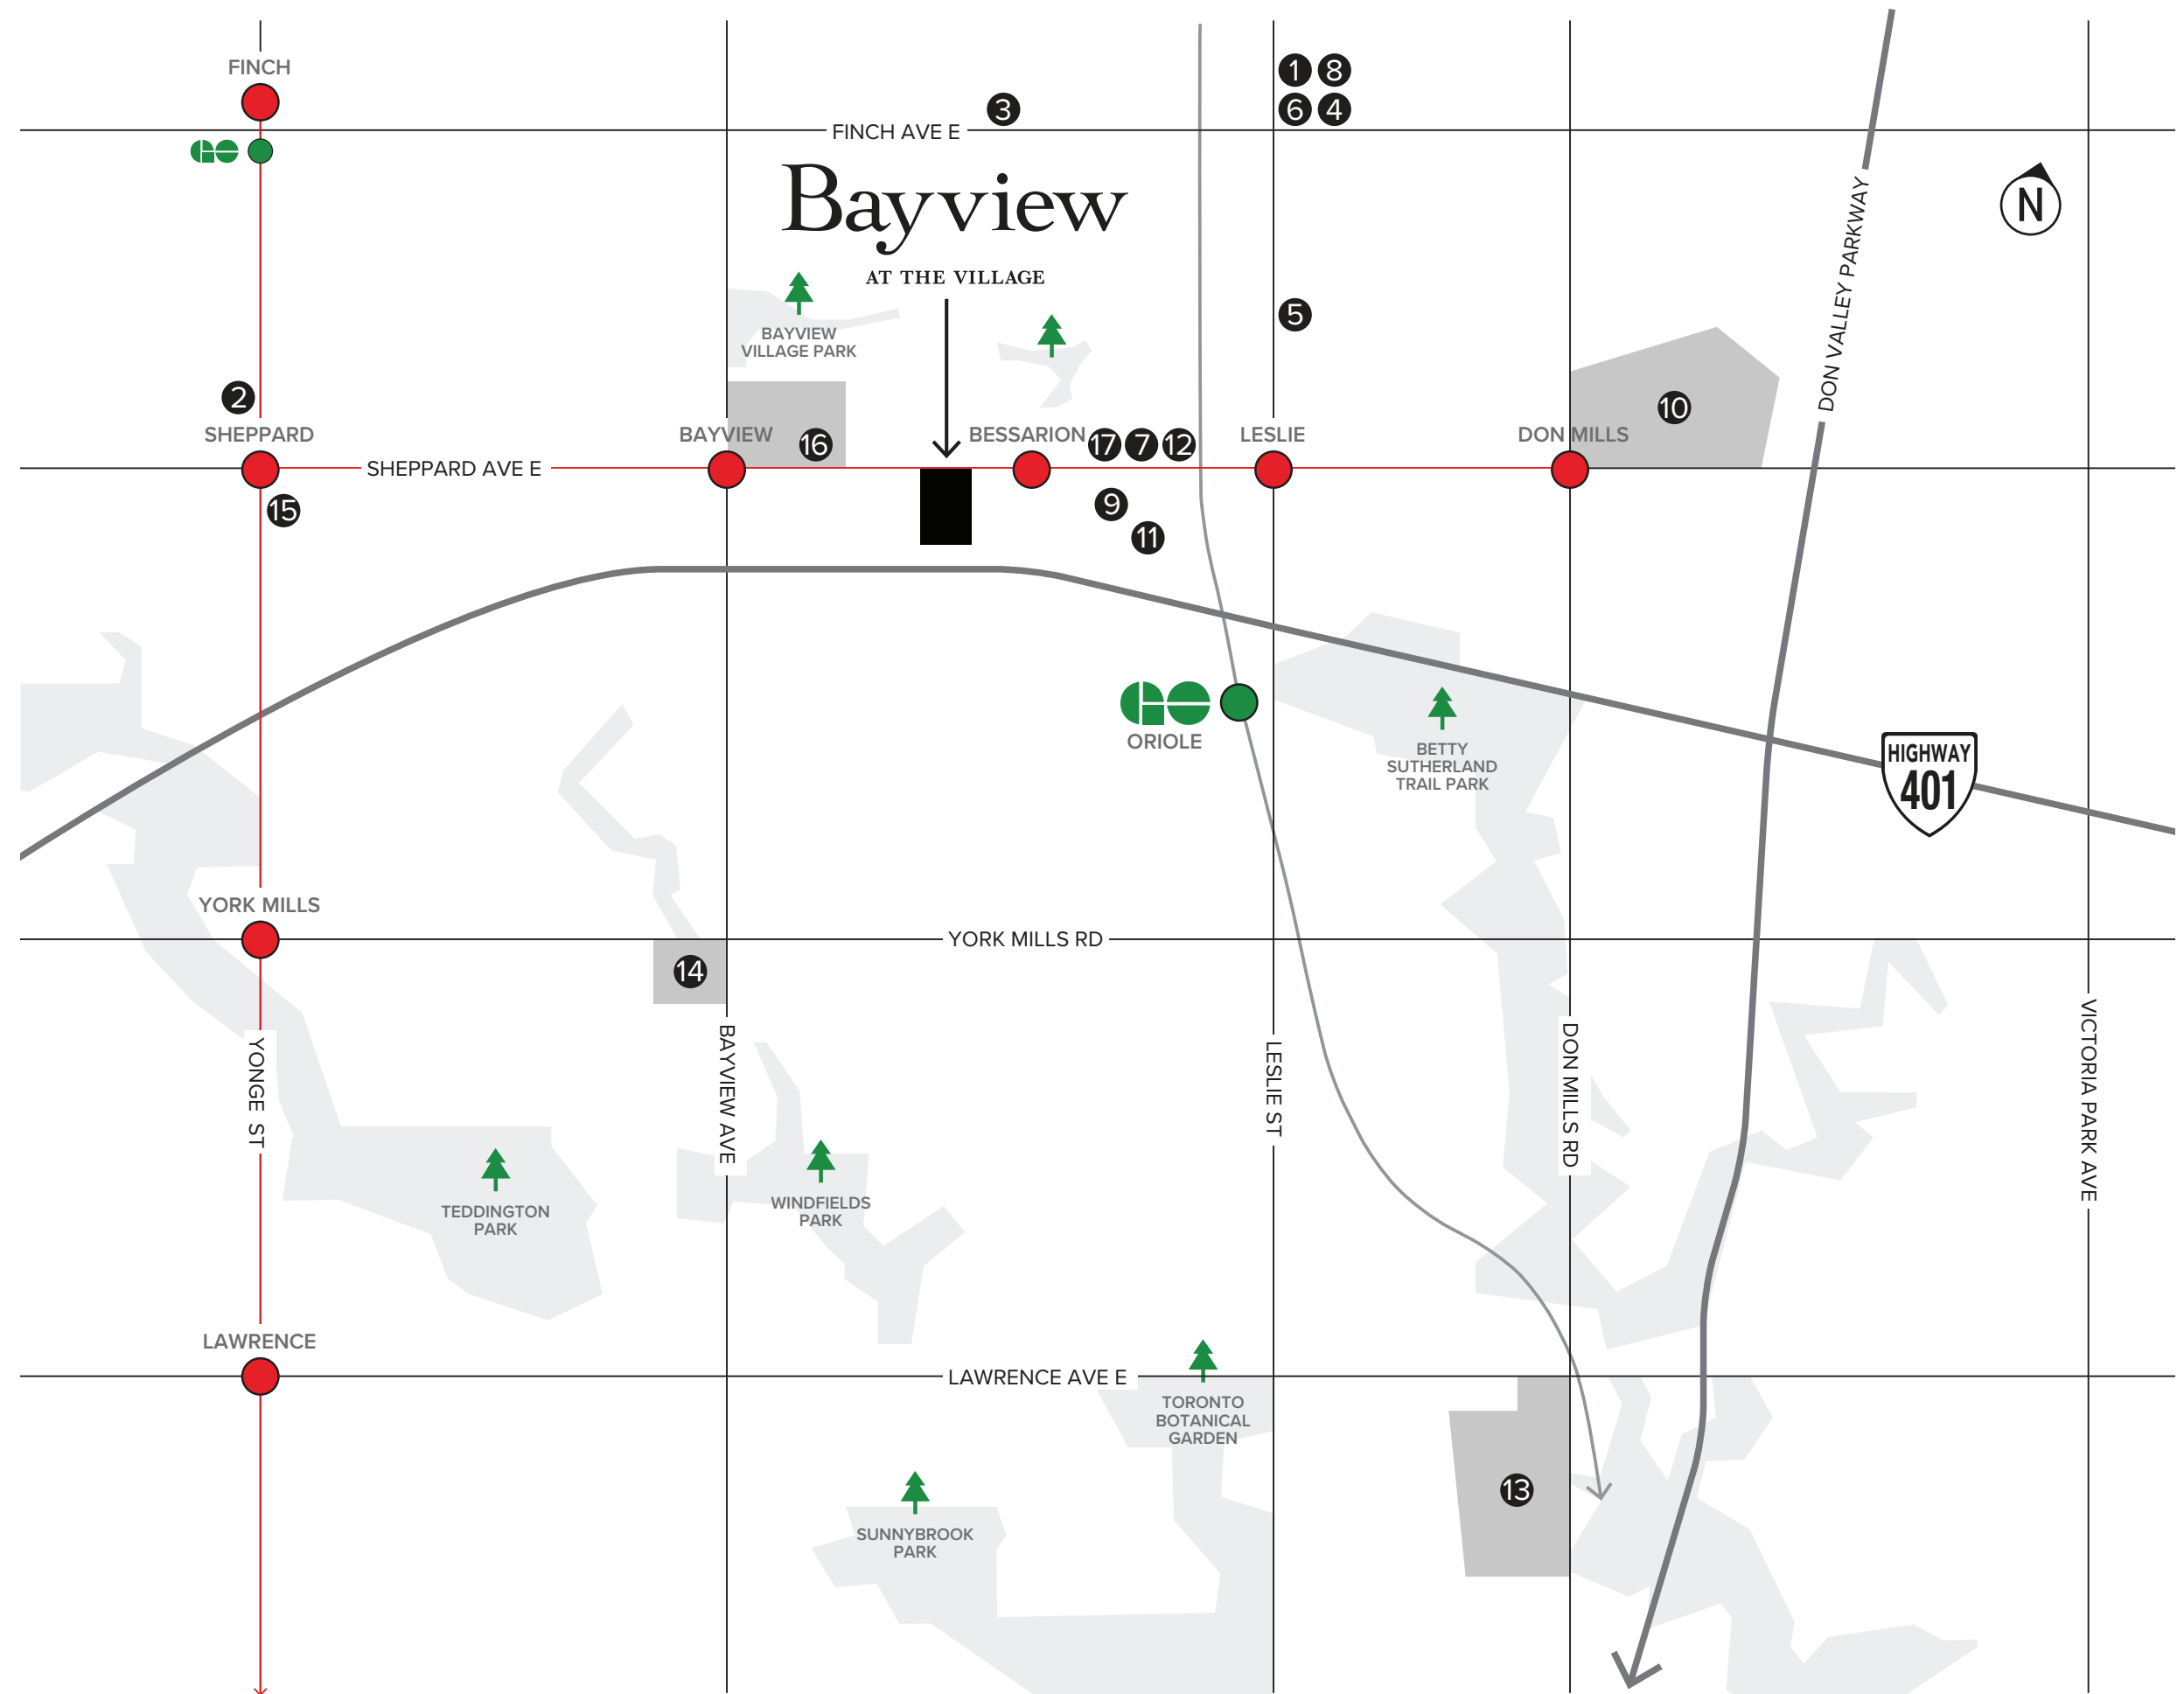 FINCH
1 8
3
6 4
FINCH AVE E
GO
Bayview
AT THE VILLAGE
N
DON VALLEY PARKWAY
5
BAYVIEW
VILLAGE PARK
2
10
SHEPPARD
BAYVIEW
16
BESSARION
17 7 12
LESLIE
DON MILLS
SHEPPARD AVE E
15
9
11
GO
ORIOLE
BETTY
SUTHERLAND
TRAIL PARK
HIGHWAY
401
YORK MILLS
YORK MILLS RD
14
YONGE ST
BAYVIEW AVE
LESLIE ST
DON MILLS RD
VICTORIA PARK AVE
TEDDINGTON
PARK
WINDFIELDS
PARK
LAWRENCE
LAWRENCE AVE E
TORONTO
BOTANICAL
GARDEN
13
SUNNYBROOK
PARK